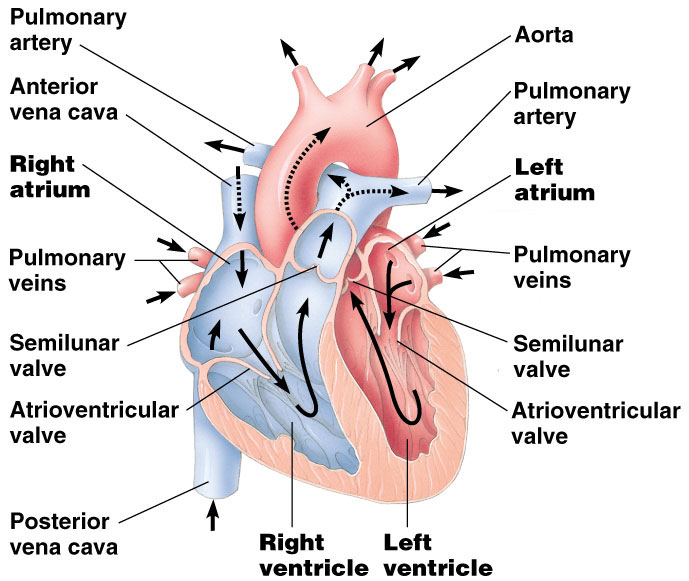 Pulmonary
artery
Anterior
vena cava
Right
atrium
Pulmonary
veins
Semilunar
valve
Atrioventricular
valve
Posterior
vena cava
Aorta
Pulmonary
artery
Left
atrium
Pulmonary
veins
Semilunar
valve
Atrioventricular
valve
Right
ventricle
Left
ventricle